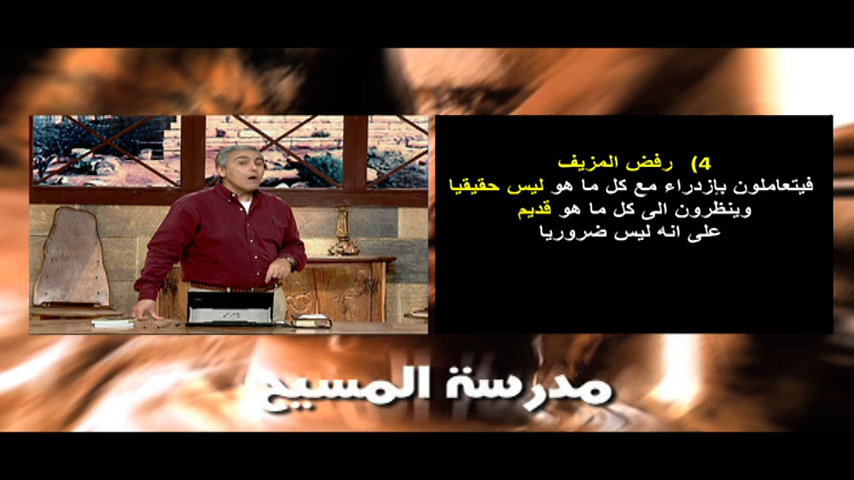 4) رفض المزيف
فيتعاملون بإزدراء مع كل ما هو ليس حقيقيا
وينظرون الى كل ما هو قديم
على انه ليس ضروريا
مدرسة المسيح